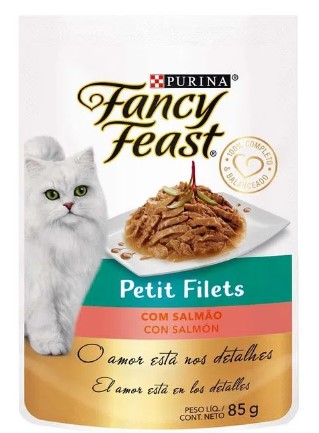 PURINA®
Fancy
Feast®
100% COMPLETO
& BALANCEADO
Petit Filets
COM SALMÃO
CON SALMÓN
O amor está nos detalhes
El amor está en los detalles
PESO LÍQ./
CONT. NETO 85 g